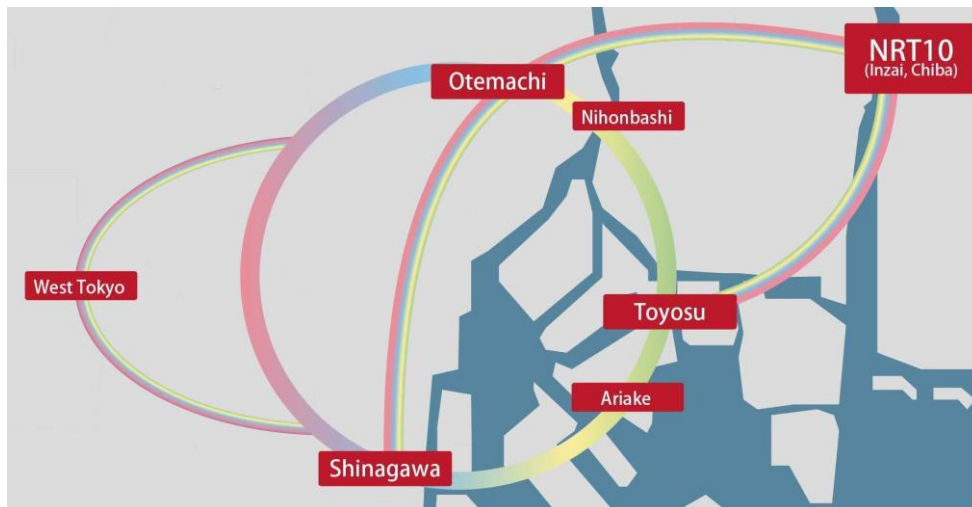 NRT10
(Inzai, Chiba)
Otemachi
Nihonbashi
West Tokyo
Toyosu
Ariake
Shinagawa